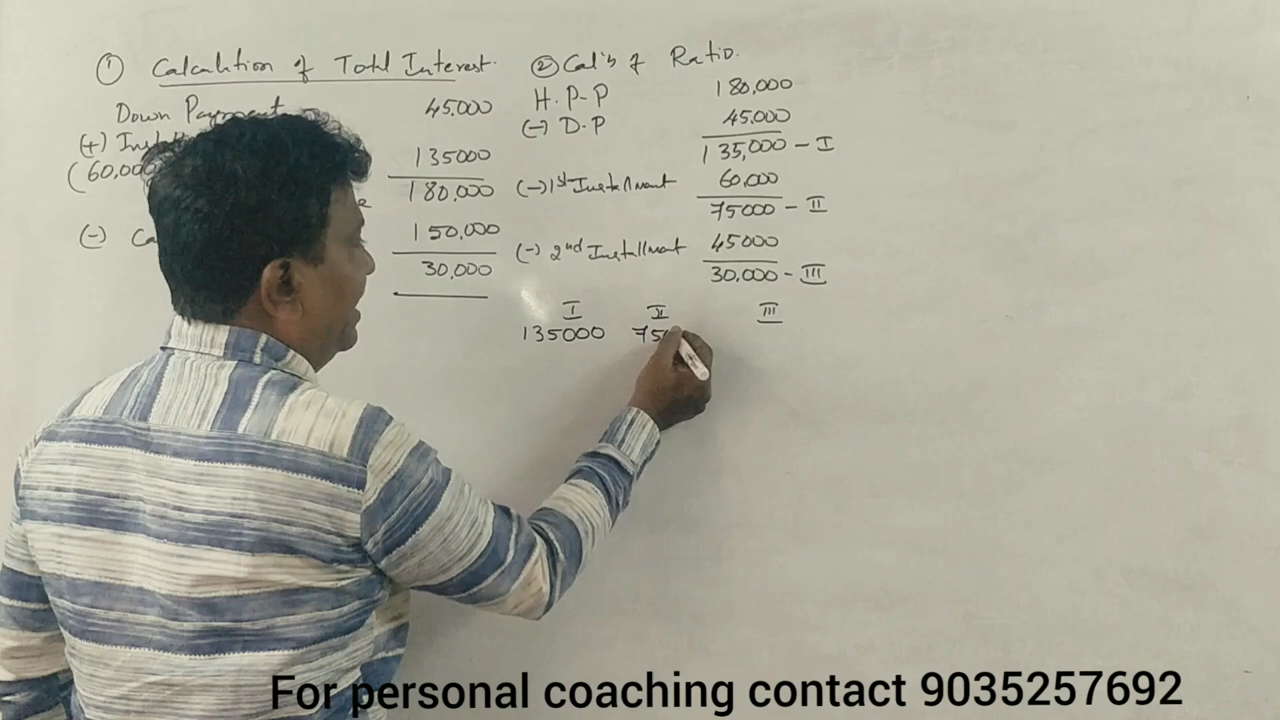 ① Calculation of Total Interest.
Down Payment 45,000
(+)
(60,000 135000
180,000
(-) 150,000
30,000
② Cal'n of Ratio.
H.P.P 180,000
(-) D.P 45,000
135,000 - I
(-) 1st Installment 60,000
75000 - II
(-) 2nd Installment 45000
30,000 - III
I II III
135000 75
For personal coaching contact 9035257692